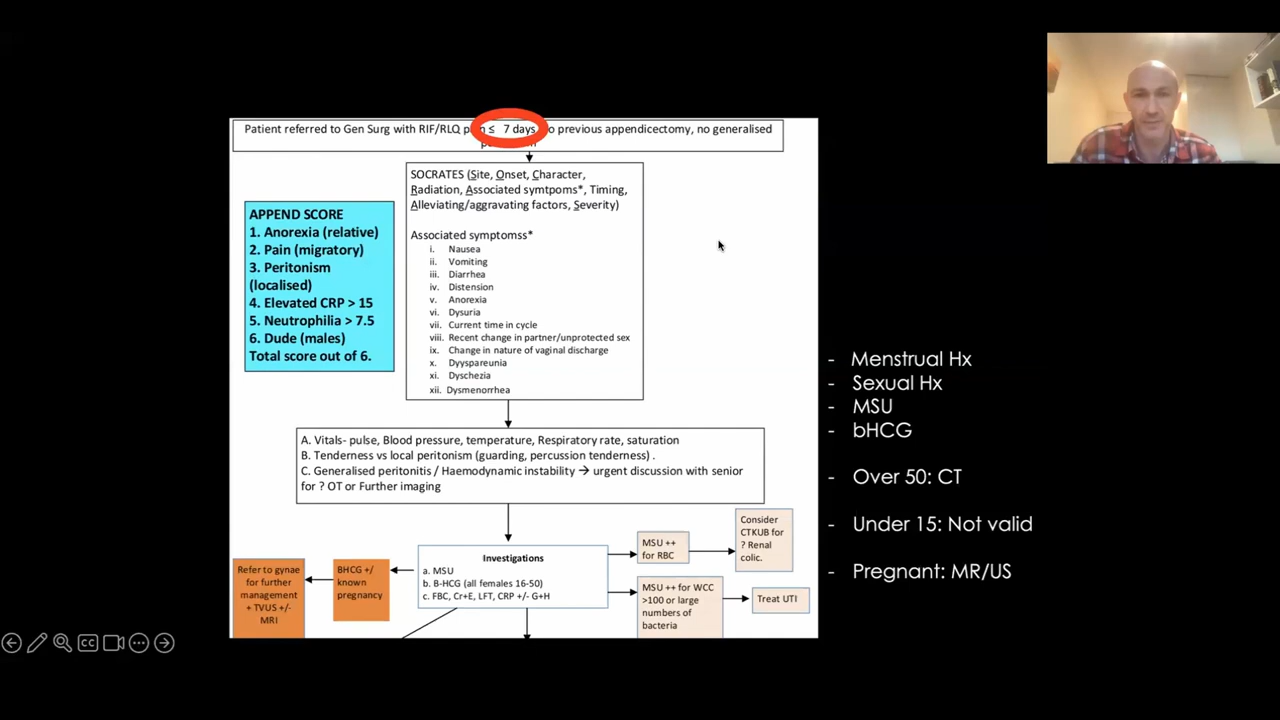 Patient referred to Gen Surg with RIF/RLQ ≤ 7 days o previous appendicectomy, no generalised
SOCRATES (Site, Onset, Character,
Radiation, Associated symtpoms*, Timing,
Alleviating/aggravating factors, Severity)
Associated symptomss*
i. Nausea
ii. Vomiting
iii. Diarrhea
iv. Distension
v. Anorexia
vi. Dysuria
vii. Current time in cycle
viii. Recent change in partner/unprotected sex
ix. Change in nature of vaginal discharge
x. Dyyspareunia
xi. Dyschezia
xii. Dysmenorrhea
APPEND SCORE
1. Anorexia (relative)
2. Pain (migratory)
3. Peritonism
(localised)
4. Elevated CRP > 15
5. Neutrophilia > 7.5
6. Dude (males)
Total score out of 6.
A. Vitals- pulse, Blood pressure, temperature, Respiratory rate, saturation
B. Tenderness vs local peritonism (guarding, percussion tenderness) .
C. Generalised peritonitis / Haemodynamic instability → urgent discussion with senior
for ? OT or Further imaging
Investigations
a. MSU
b. B-HCG (all females 16-50)
c. FBC, Cr+E, LFT, CRP +/- G+H
BHCG +/
known
pregnancy
Refer to gynae
for further
management
+ TVUS +/-
MRI
MSU ++
for RBC
Consider
CTKUB for
? Renal
colic.
MSU ++ for WCC
>100 or large
numbers of
bacteria
Treat UTI
- Menstrual Hx
- Sexual Hx
- MSU
- bHCG
- Over 50: CT
- Under 15: Not valid
- Pregnant: MR/US
CC